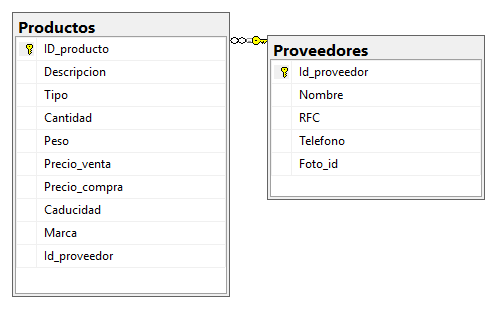 Productos
ID_producto
Descripcion
Tipo
Cantidad
Peso
Precio_venta
Precio_compra
Caducidad
Marca
Id_proveedor
Proveedores
Id_proveedor
Nombre
RFC
Telefono
Foto_id